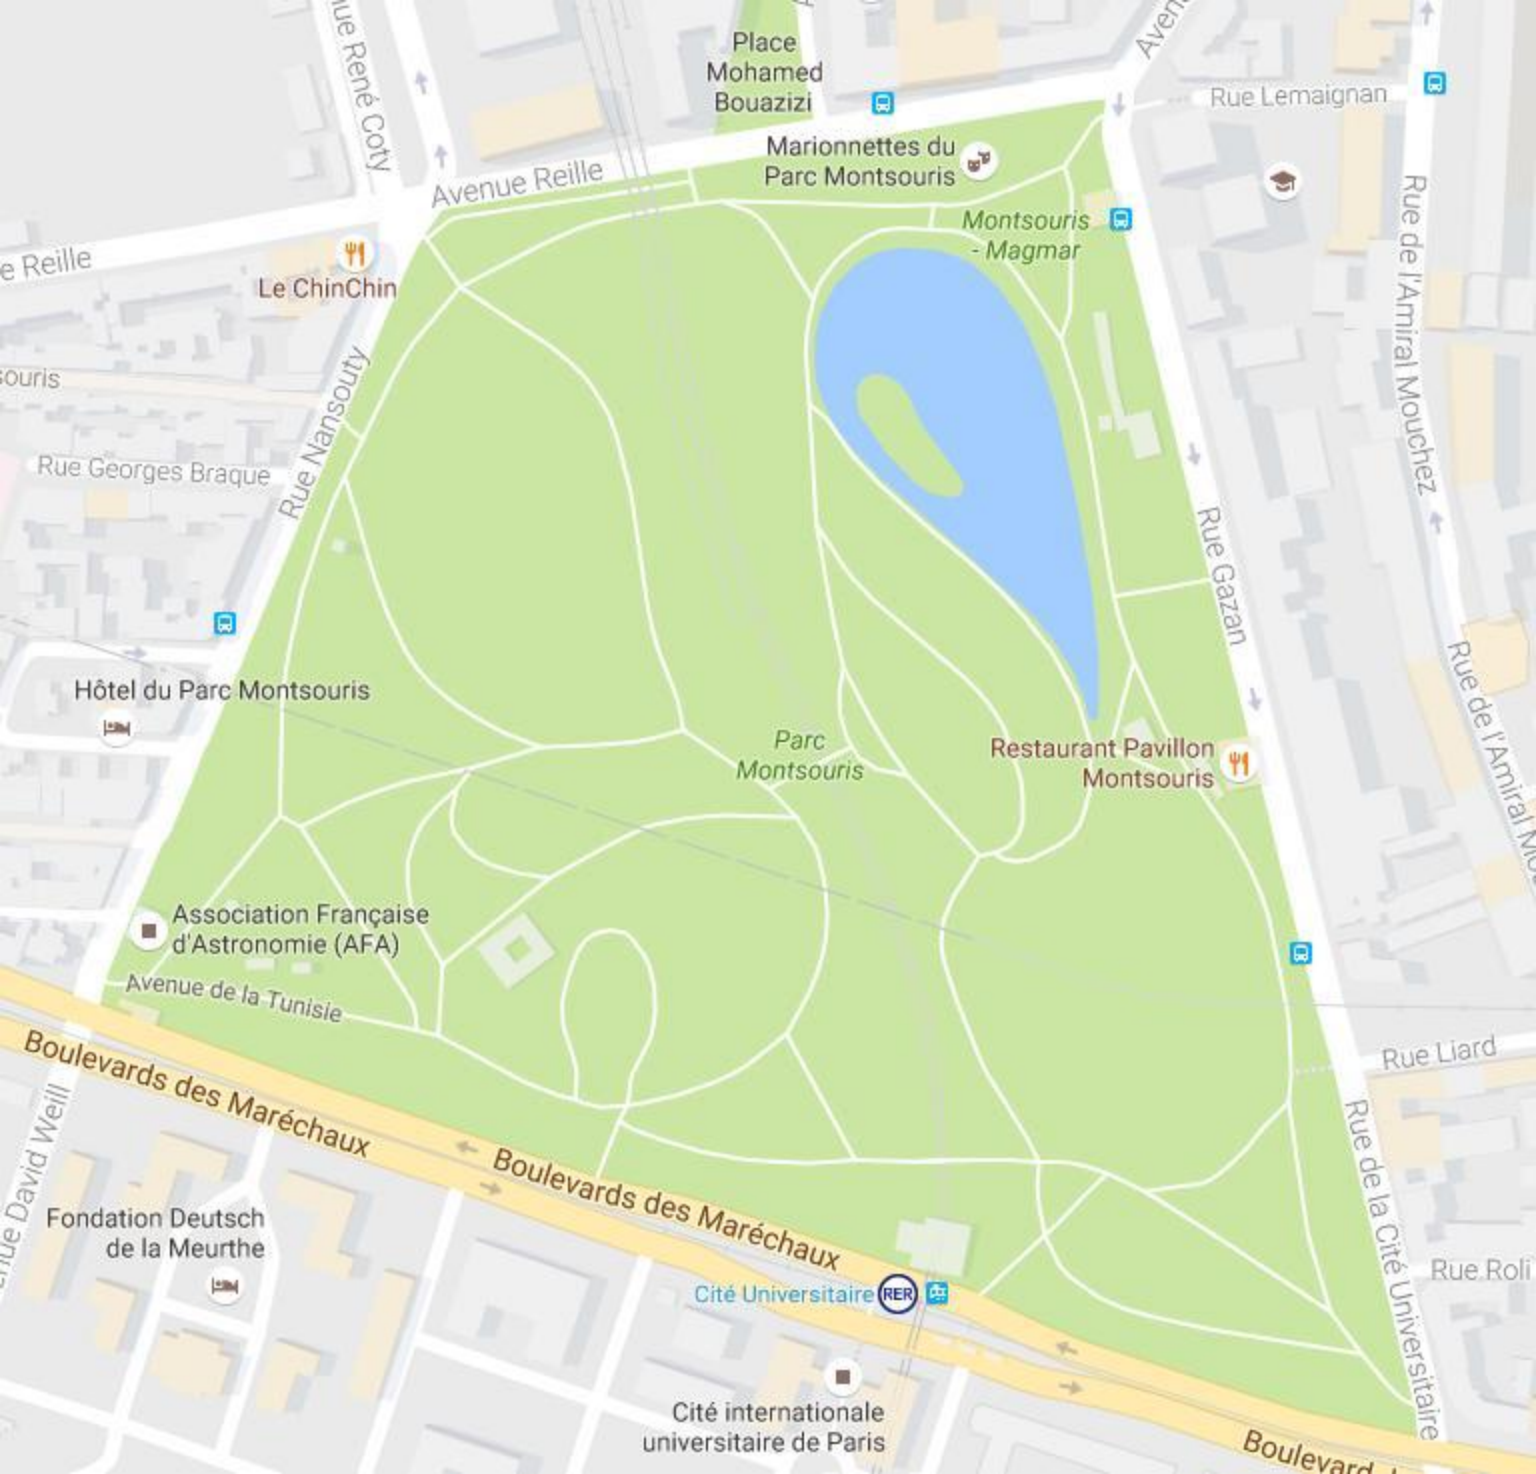 Place
Mohamed
Bouazizi
Rue Lemaignan
Marionnettes du
Parc Montsouris
Avenue Reille
René Coty
Montsouris
- Magmar
Reille
Le ChinChin
Rue de l'Amiral Mouchez
Rue Nansouty
Rue Georges Braque
Rue Gazan
Hôtel du Parc Montsouris
Parc
Montsouris
Restaurant Pavillon
Montsouris
Rue de l'Amiral
Association Française
d'Astronomie (AFA)
Avenue de la Tunisie
Boulevards des Maréchaux
Rue Liard
Boulevards des Maréchaux
David Weill
Fondation Deutsch
de la Meurthe
Rue de la Cité Universitaire
Rue Roli
Cité Universitaire
RER
Cité internationale
universitaire de Paris
Boulevard